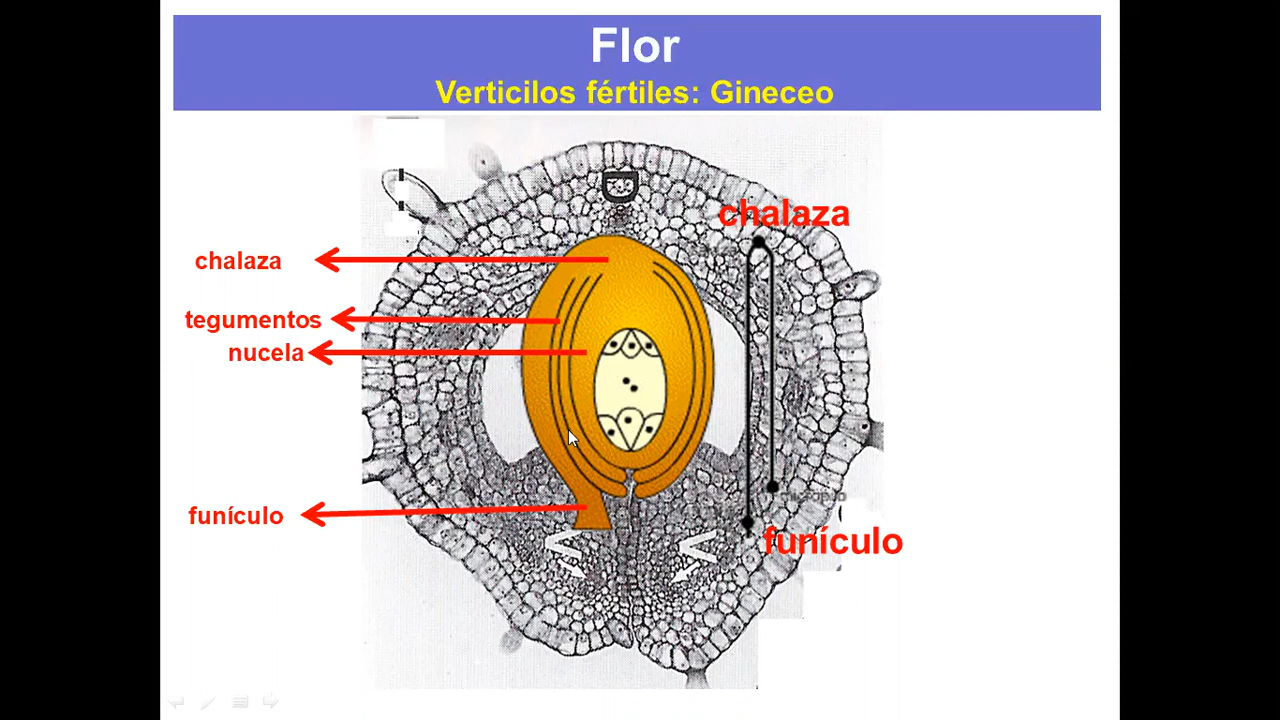 Flor
Verticilos fértiles: Gineceo
chalaza
chalaza
tegumentos
nucela
funículo
funículo